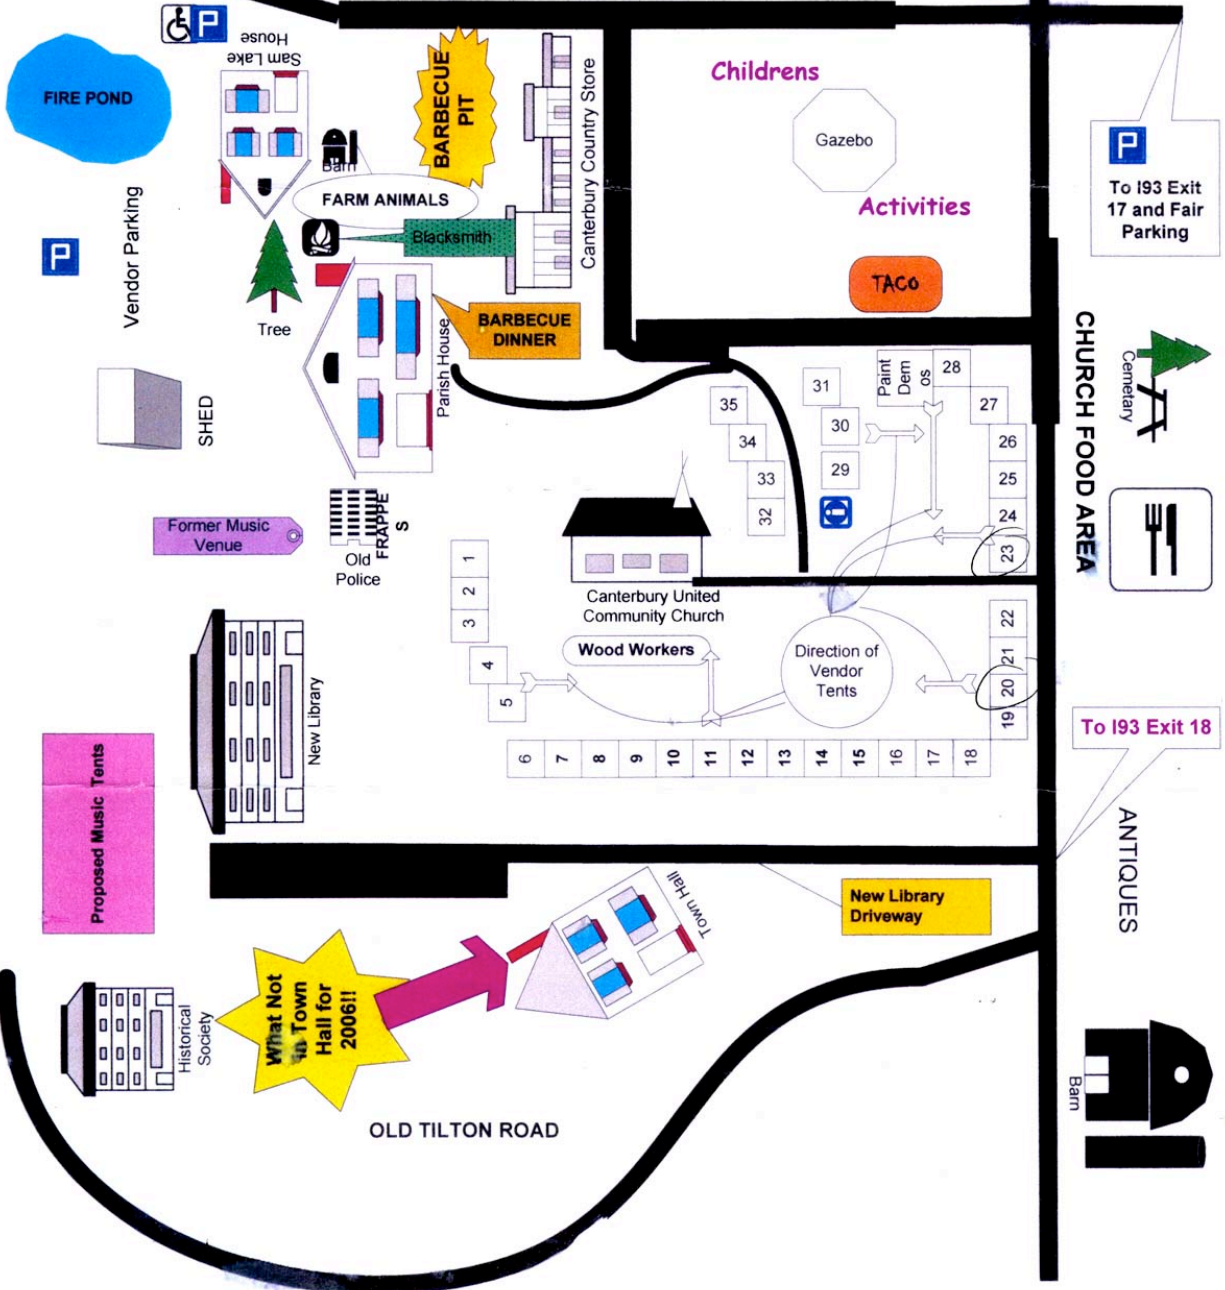 P
House
Sam Lake
FIRE POND
BARBECUE
PIT
Canterbury Country Store
Childrens
Gazebo
Activities
TACO
P
To I93 Exit
17 and Fair
Parking
Barn
FARM ANIMALS
Blacksmith
Vendor Parking
P
Tree
BARBECUE
DINNER
Parish House
SHED
CHURCH FOOD AREA
Cemetary
Paint
Dem
os
28
27
26
25
24
23
31
30
29
i
35
34
33
32
Former Music
Venue
FRAPPE
S
Old
Police
1
2
3
4
5
Canterbury United
Community Church
Wood Workers
Direction of
Vendor
Tents
22
21
20
19
6
7
8
9
10
11
12
13
14
15
16
17
18
New Library
Proposed Music Tents
To I93 Exit 18
ANTIQUES
New Library
Driveway
Town Hall
What Not
in Town
Hall for
2006!!
Historical
Society
OLD TILTON ROAD
Barn